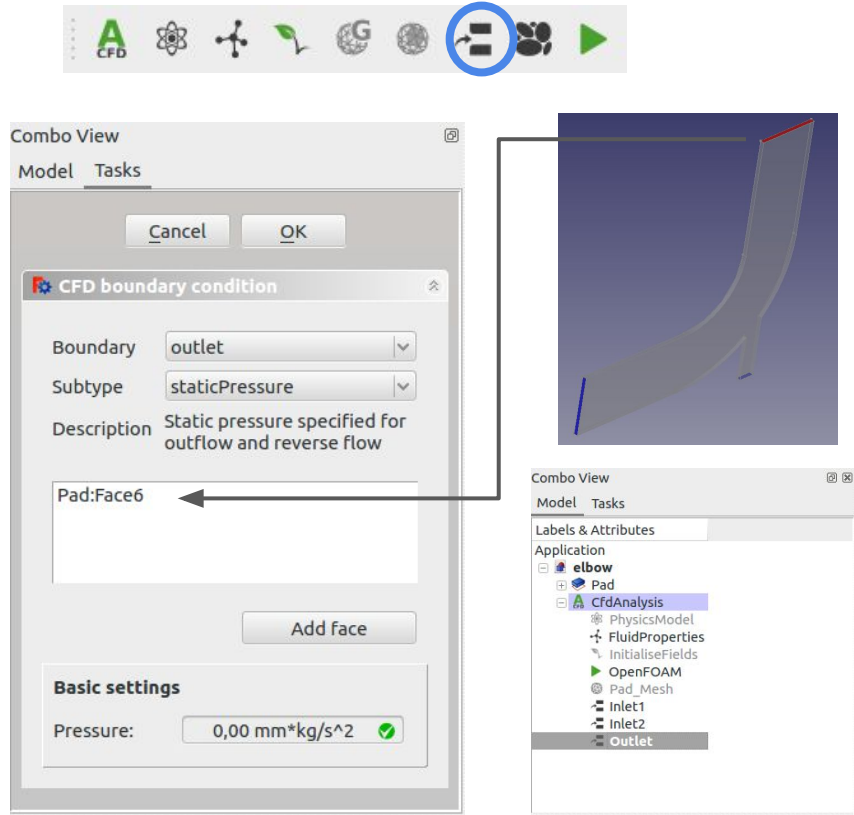 A
CFD
G
Combo View
Model Tasks
Cancel OK
CFD boundary condition
Boundary outlet
Subtype staticPressure
Description Static pressure specified for
outflow and reverse flow
Pad:Face6
Add face
Basic settings
Pressure: 0,00 mm*kg/s^2
Combo View
Model Tasks
Labels & Attributes
Application
elbow
Pad
CfdAnalysis
PhysicsModel
FluidProperties
InitialiseFields
OpenFOAM
Pad_Mesh
Inlet1
Inlet2
Outlet